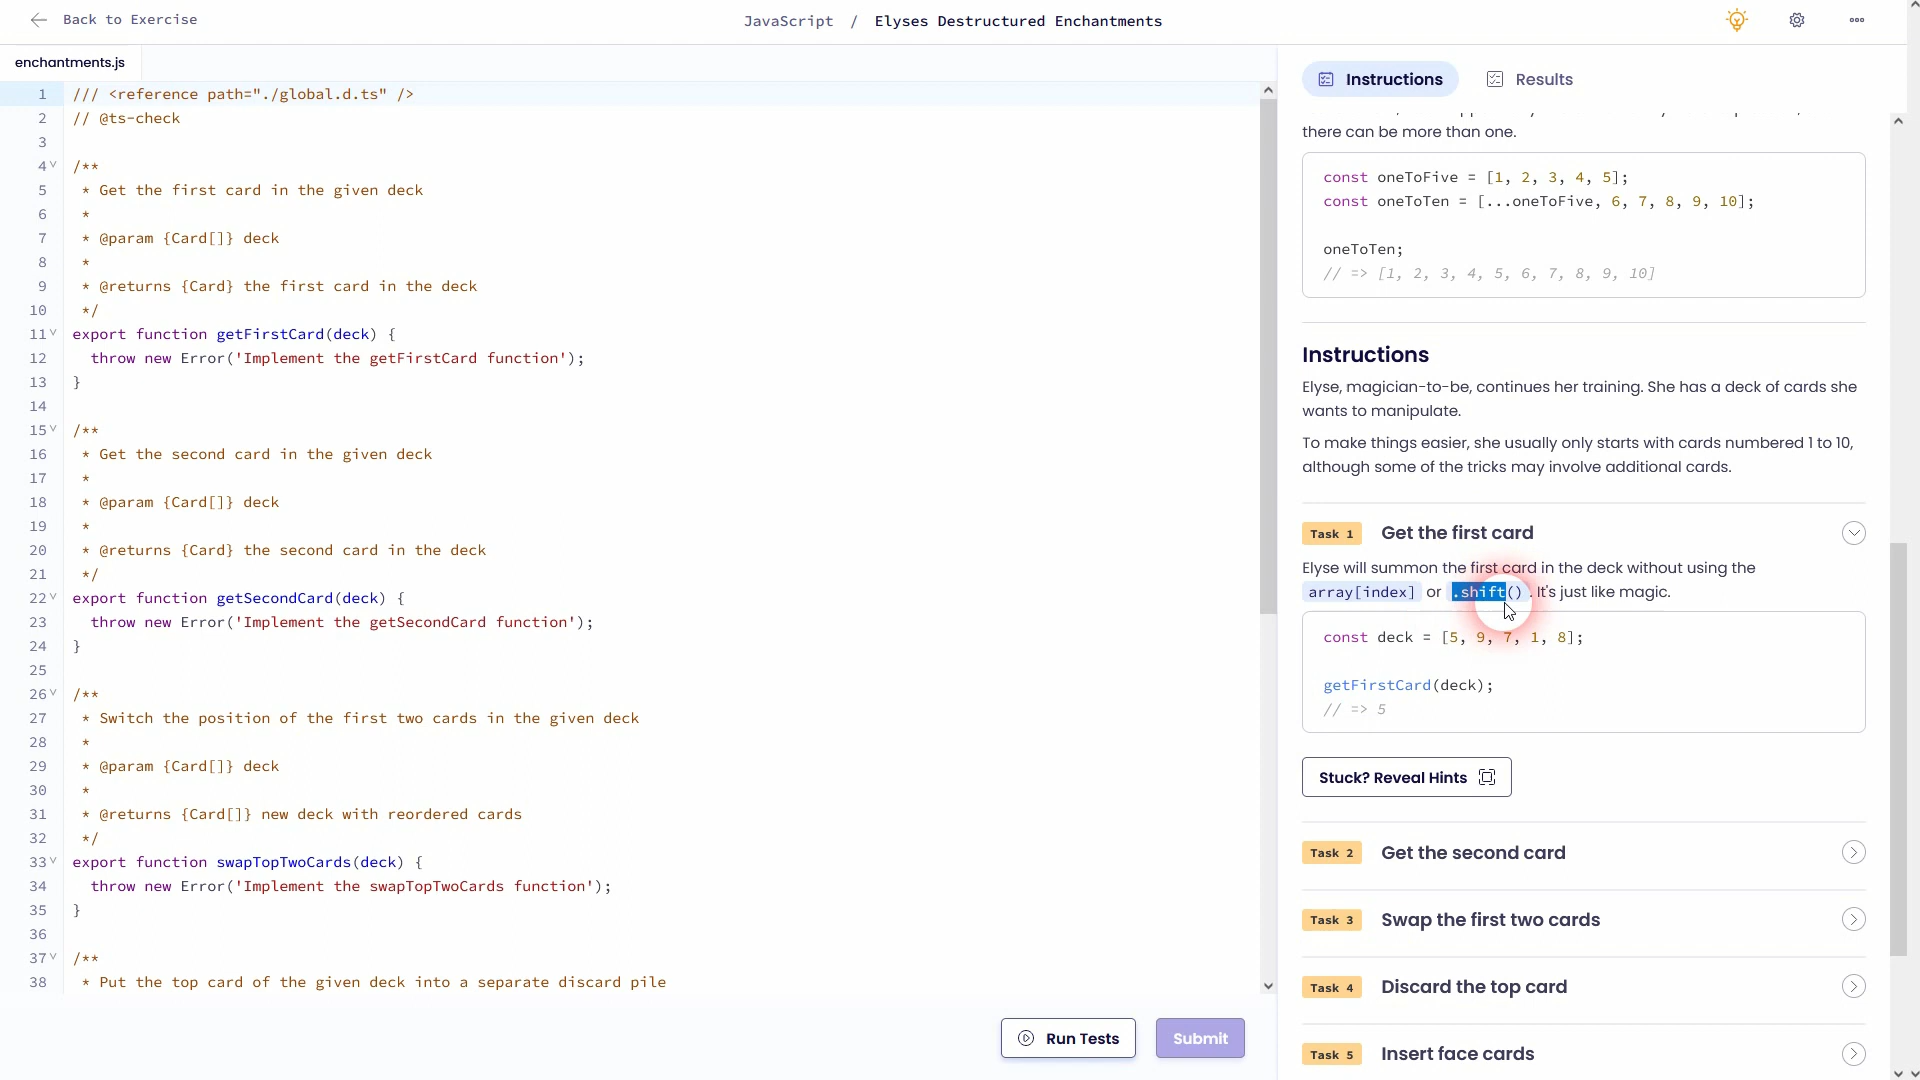 Back to Exercise
JavaScript / Elyses Destructured Enchantments
enchantments.js
1 /// <reference path="./global.d.ts" />
2 // @ts-check
3
4 /**
5 * Get the first card in the given deck
6 *
7 * @param {Card[]} deck
8 *
9 * @returns {Card} the first card in the deck
10 */
11 export function getFirstCard(deck) {
12 throw new Error('Implement the getFirstCard function');
13 }
14
15 /**
16 * Get the second card in the given deck
17 *
18 * @param {Card[]} deck
19 *
20 * @returns {Card} the second card in the deck
21 */
22 export function getSecondCard(deck) {
23 throw new Error('Implement the getSecondCard function');
24 }
25
26 /**
27 * Switch the position of the first two cards in the given deck
28 *
29 * @param {Card[]} deck
30 *
31 * @returns {Card[]} new deck with reordered cards
32 */
33 export function swapTopTwoCards(deck) {
34 throw new Error('Implement the swapTopTwoCards function');
35 }
36
37 /**
38 * Put the top card of the given deck into a separate discard pile
Run Tests
Submit
Instructions
Results
there can be more than one.
const oneToFive = [1, 2, 3, 4, 5];
const oneToTen = [...oneToFive, 6, 7, 8, 9, 10];
oneToTen;
// => [1, 2, 3, 4, 5, 6, 7, 8, 9, 10]
Instructions
Elyse, magician-to-be, continues her training. She has a deck of cards she
wants to manipulate.
To make things easier, she usually only starts with cards numbered 1 to 10,
although some of the tricks may involve additional cards.
Task 1 Get the first card
Elyse will summon the first card in the deck without using the
array[index] or .shift() . It's just like magic.
const deck = [5, 9, 7, 1, 8];
getFirstCard(deck);
// => 5
Stuck? Reveal Hints
Task 2 Get the second card
Task 3 Swap the first two cards
Task 4 Discard the top card
Task 5 Insert face cards